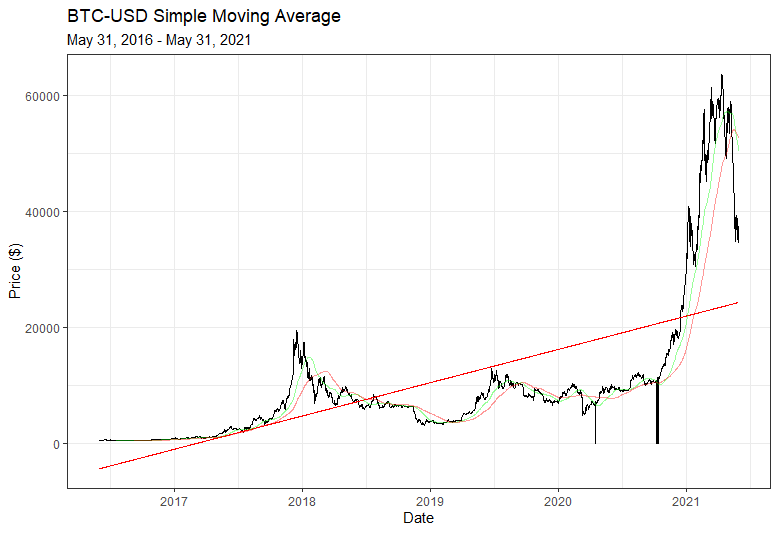 BTC-USD Simple Moving Average
May 31, 2016 - May 31, 2021
Price ($)
60000
40000
20000
0
2017 2018 2019 2020 2021
Date